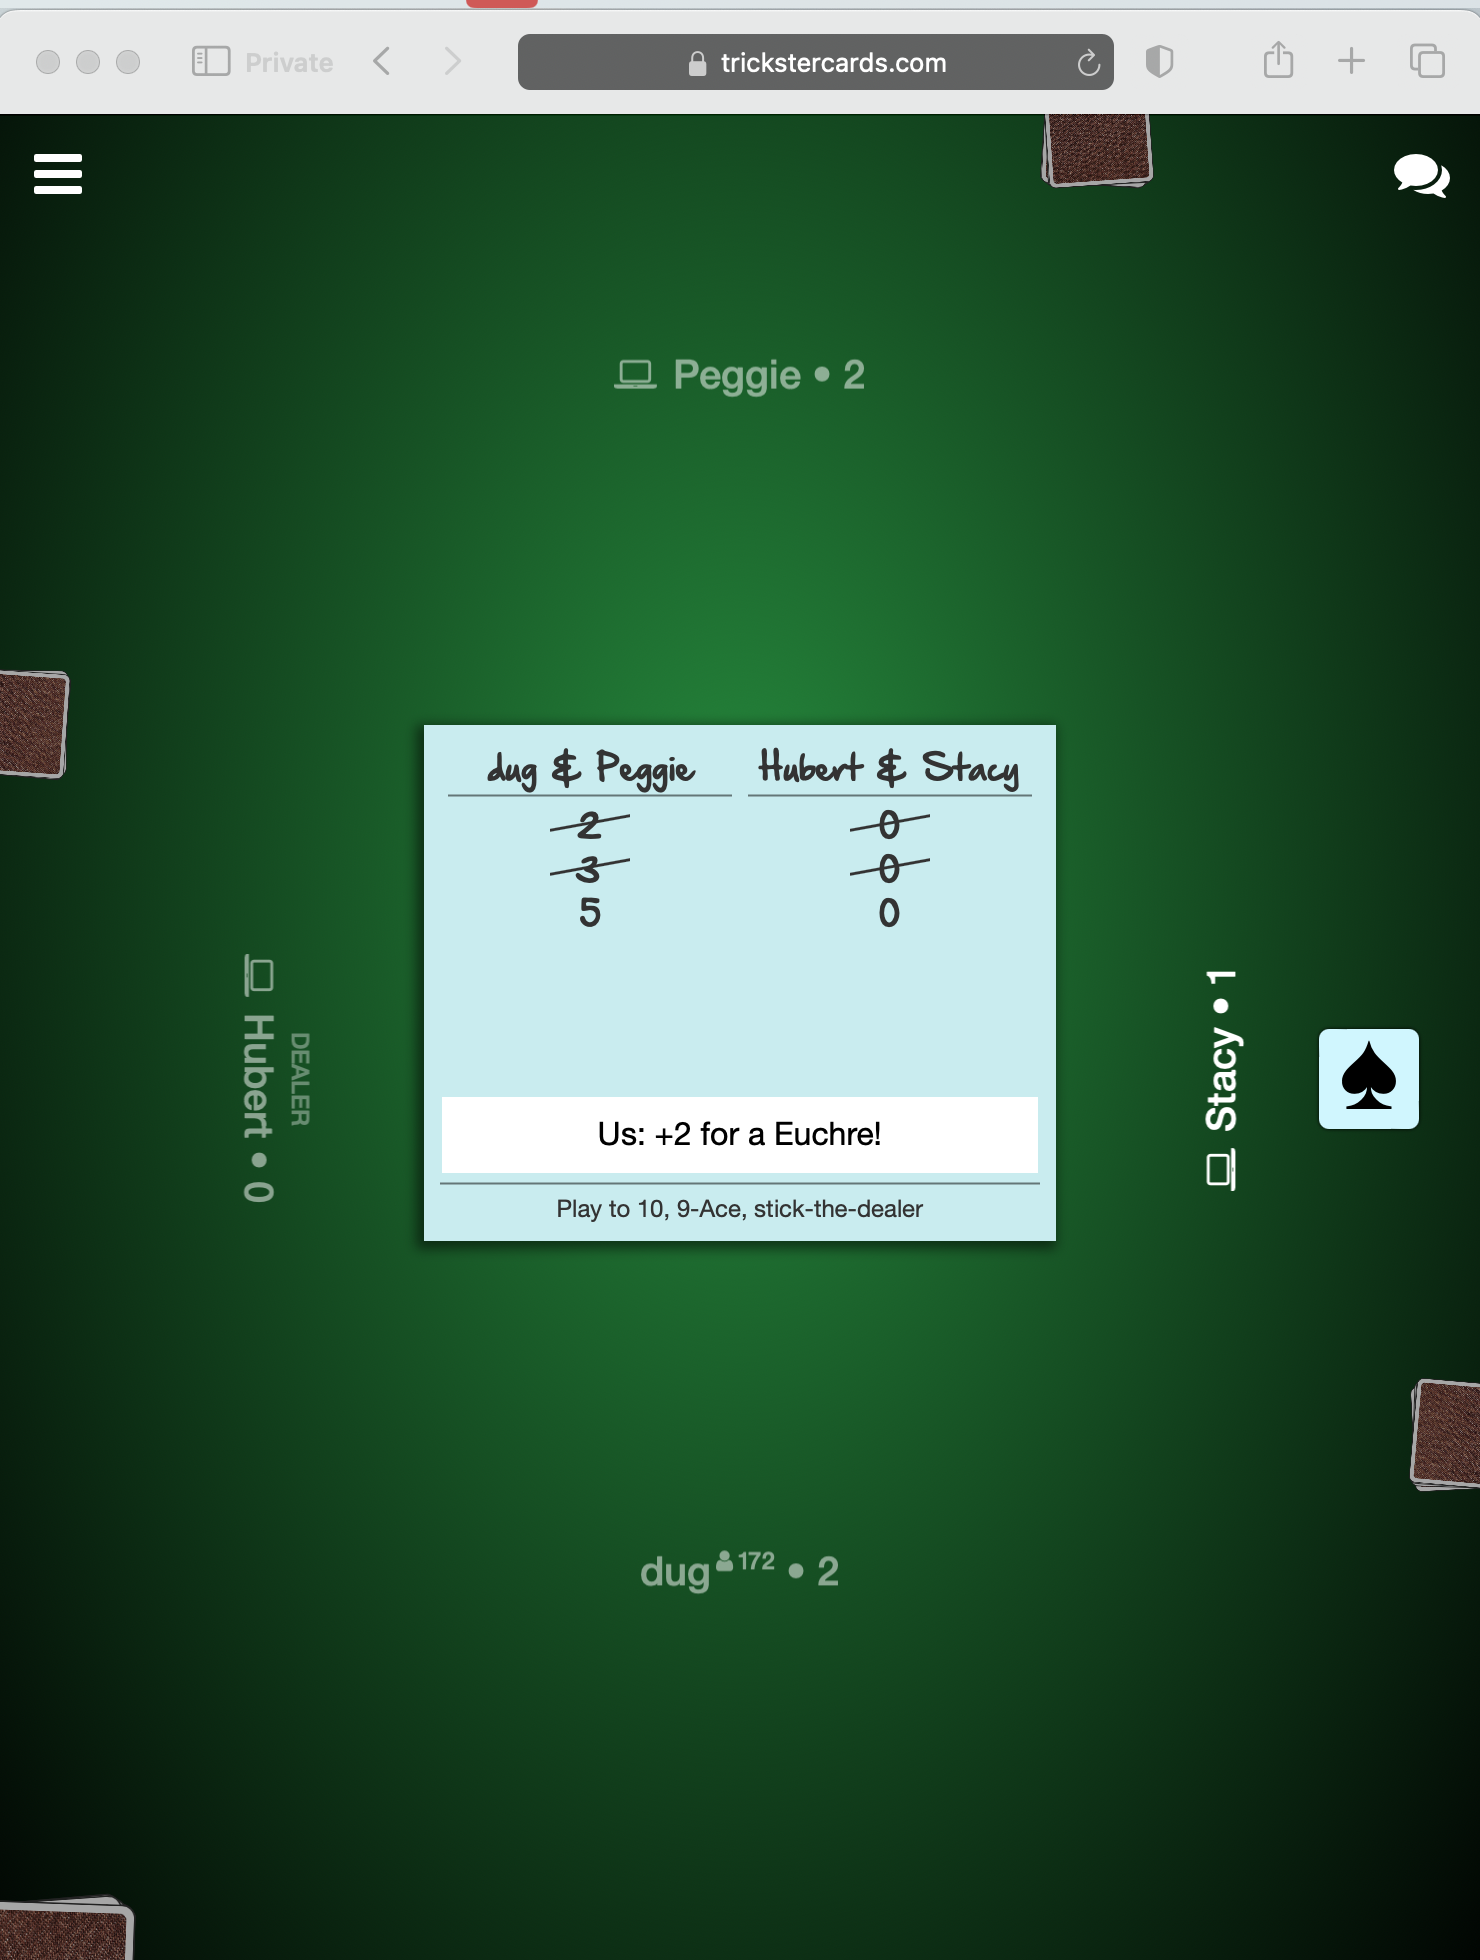 Private
trickstercards.com
Peggie • 2
dug & Peggie Hubert & Stacy
2 0
3 0
5 0
DEALER
Hubert • 0
Stacy • 1
Us: +2 for a Euchre!
Play to 10, 9-Ace, stick-the-dealer
dug 172 • 2